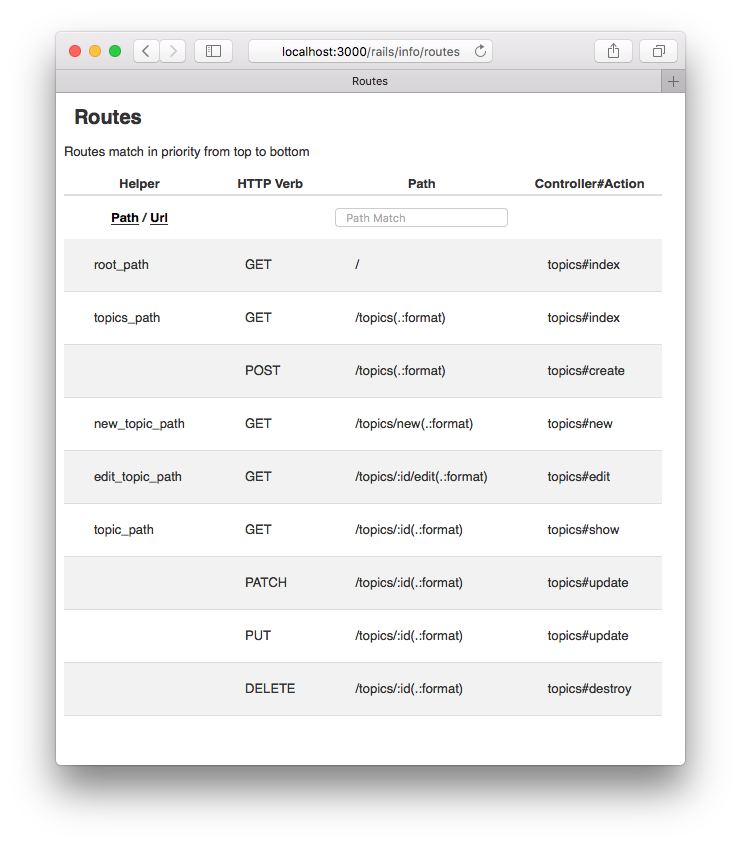 localhost:3000/rails/info/routes
Routes
Routes
Routes match in priority from top to bottom
Helper HTTP Verb Path Controller#Action
Path / Url Path Match
root_path GET / topics#index
topics_path GET /topics(.:format) topics#index
POST /topics(.:format) topics#create
new_topic_path GET /topics/new(.:format) topics#new
edit_topic_path GET /topics/:id/edit(.:format) topics#edit
topic_path GET /topics/:id(.:format) topics#show
PATCH /topics/:id(.:format) topics#update
PUT /topics/:id(.:format) topics#update
DELETE /topics/:id(.:format) topics#destroy